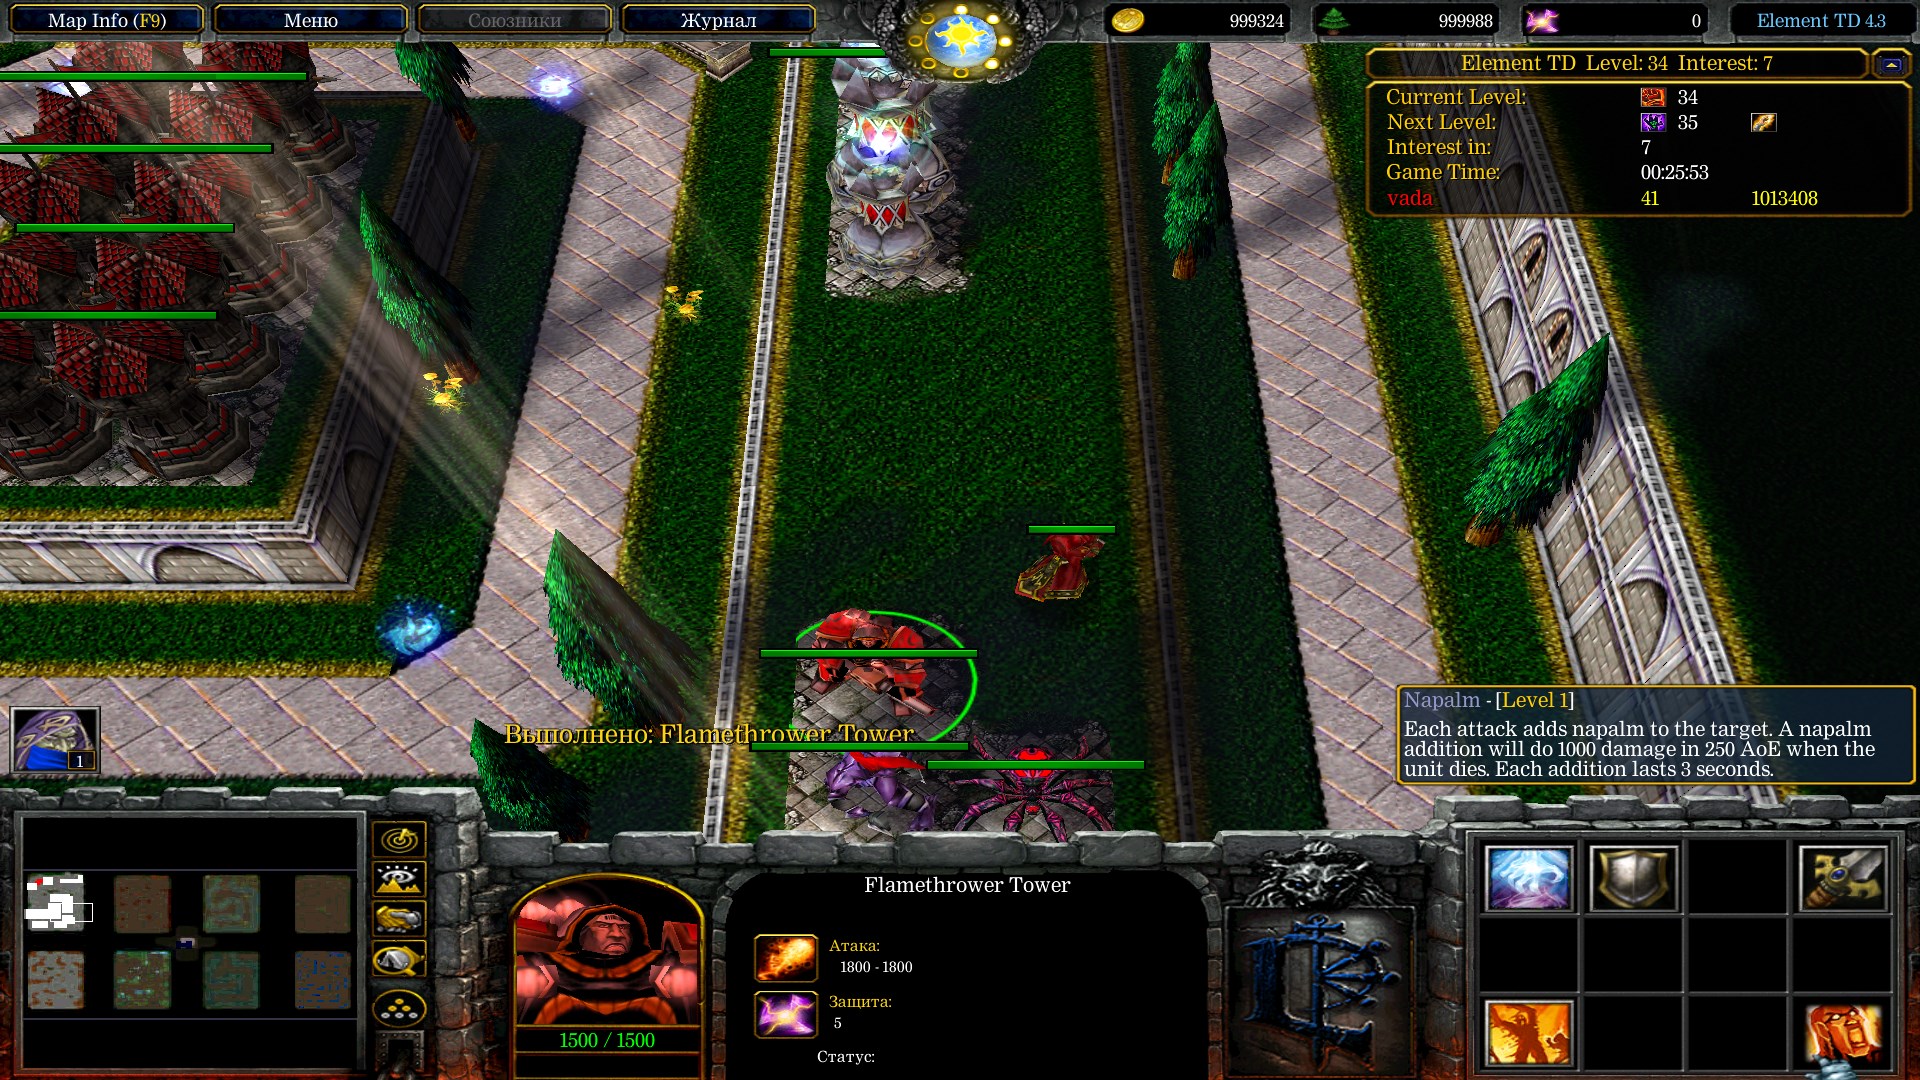 Map Info (F9)
Меню
Союзники
Журнал
999324
999988
0
Element TD 4.3
Element TD Level: 34 Interest: 7
Current Level: 34
Next Level: 35
Interest in: 7
Game Time: 00:25:53
vada 41 1013408
Выполнено: Flamethrower Tower
1
Napalm - [Level 1]
Each attack adds napalm to the target. A napalm
addition will do 1000 damage in 250 AoE when the
unit dies. Each addition lasts 3 seconds.
Flamethrower Tower
Атака:
1800 - 1800
Защита:
5
Статус:
1500 / 1500